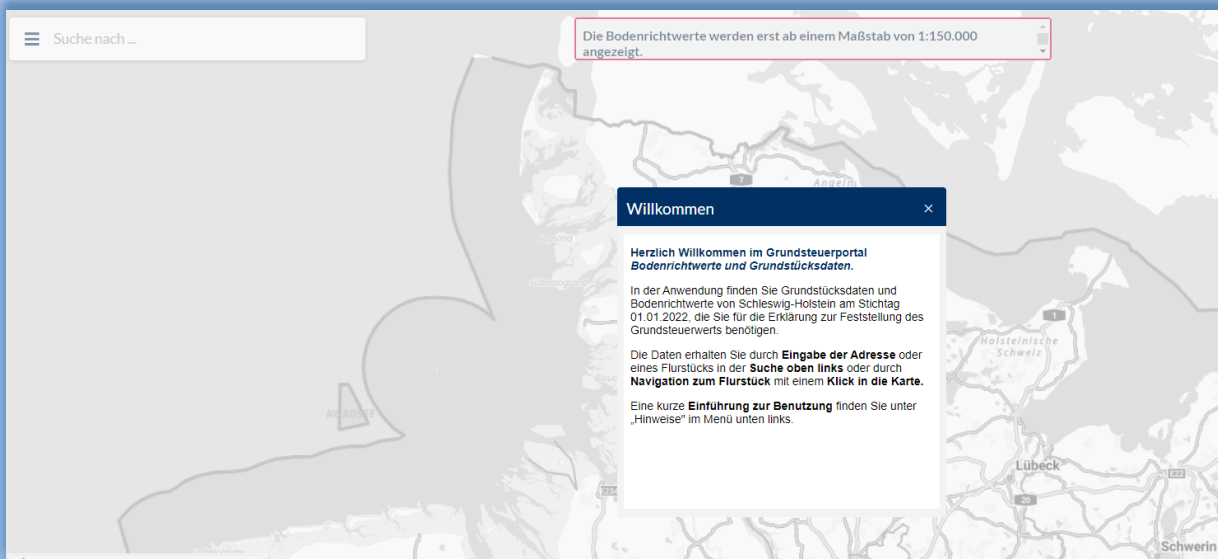 Suche nach ...
Die Bodenrichtwerte werden erst ab einem Maßstab von 1:150.000
angezeigt.
7
Angeln
Willkommen
×
Herzlich Willkommen im Grundsteuerportal
Bodenrichtwerte und Grundstücksdaten.
In der Anwendung finden Sie Grundstücksdaten und
Bodenrichtwerte von Schleswig-Holstein am Stichtag
01.01.2022, die Sie für die Erklärung zur Feststellung des
Grundsteuerwerts benötigen.
Die Daten erhalten Sie durch Eingabe der Adresse oder
eines Flurstücks in der Suche oben links oder durch
Navigation zum Flurstück mit einem Klick in die Karte.
Eine kurze Einführung zur Benutzung finden Sie unter
„Hinweise" im Menü unten links.
1
Holsteinische
Schweiz
NORDSEE
Lübeck
E22
20
Schwerin